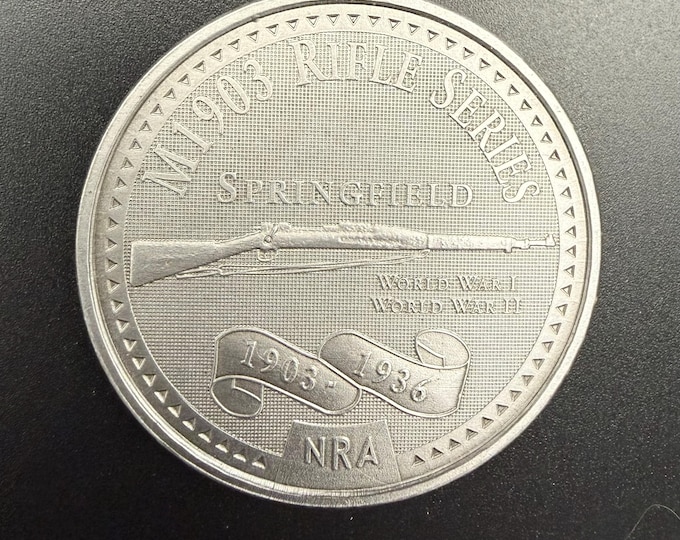 M1903 RIFLE SERIES
SPRINGFIELD
WORLD WAR I
WORLD WAR II
1903 - 1936
NRA